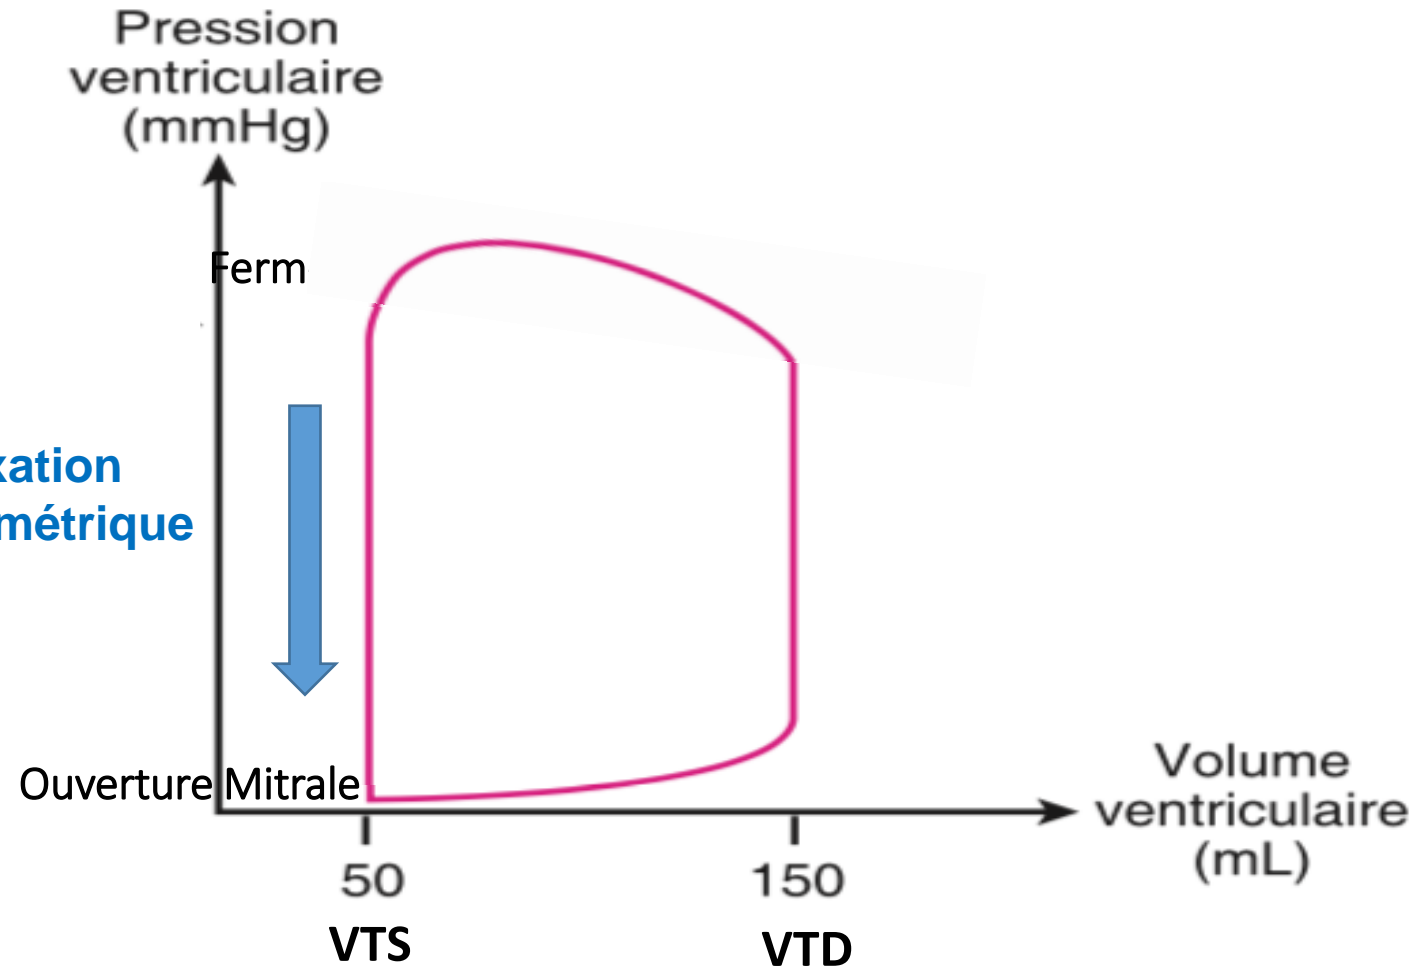 Pression
ventriculaire
(mmHg)
Ferm
xation
métrique
Ouverture Mitrale
50
150
VTS
VTD
Volume
ventriculaire
(mL)